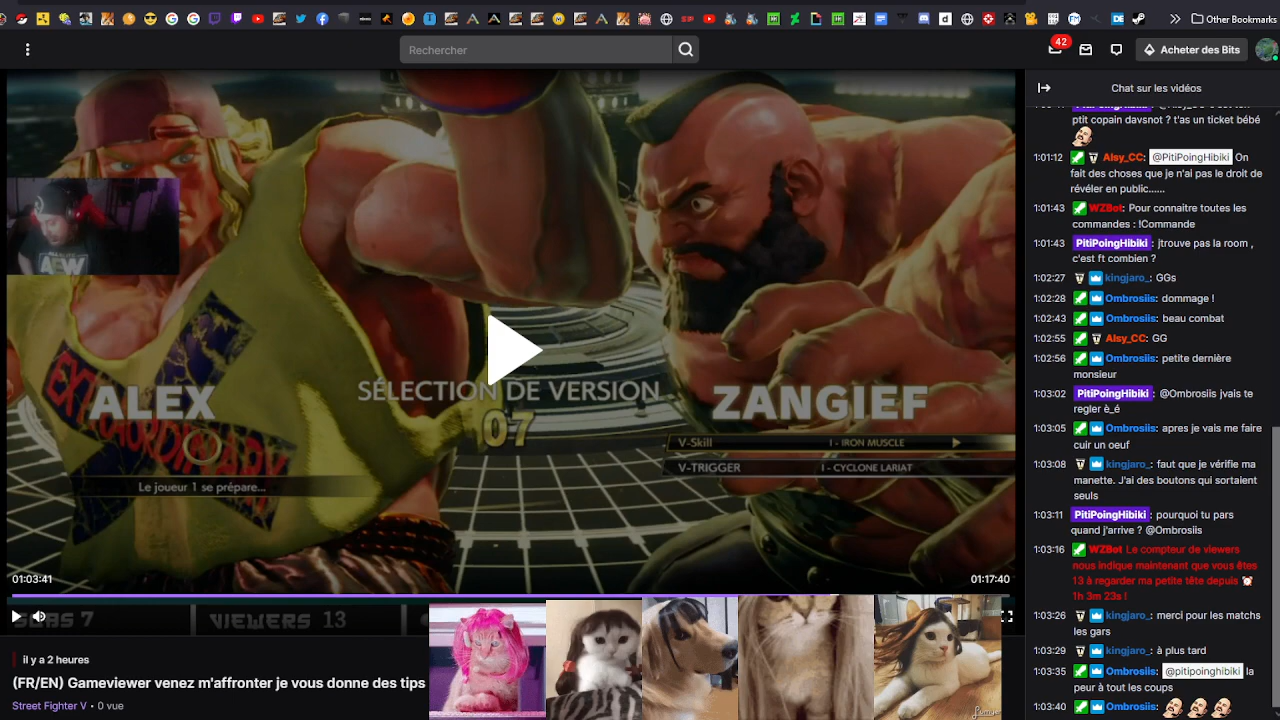 Other Bookmarks
Rechercher
42
Acheter des Bits
Chat sur les vidéos
ptit copain davsnot ? t'as un ticket bébé
1:01:12 Alsy_CC: @PitiPoingHibiki On
fait des choses que je n'ai pas le droit de
révéler en public......
1:01:43 WZBot: Pour connaitre toutes les
commandes : !Commande
1:01:43 PitiPoingHibiki: jtrouve pas la room ,
c'est ft combien ?
1:02:27 kingjaro_: GGs
1:02:28 Ombrosiis: dommage !
1:02:43 Ombrosiis: beau combat
1:02:55 Alsy_CC: GG
1:02:56 Ombrosiis: petite dernière
monsieur
1:03:02 PitiPoingHibiki: @Ombrosiis jvais te
regler è_é
1:03:05 Ombrosiis: apres je vais me faire
cuir un oeuf
1:03:08 kingjaro_: faut que je vérifie ma
manette. J'ai des boutons qui sortaient
seuls
1:03:11 PitiPoingHibiki: pourquoi tu pars
quand j'arrive ? @Ombrosiis
1:03:16 WZBot Le compteur de viewers
nous indique maintenant que vous êtes
13 à regarder ma petite tête depuis
1h 3m 23s !
1:03:26 kingjaro_: merci pour les matchs
les gars
1:03:29 kingjaro_: à plus tard
1:03:35 Ombrosiis: @pitipoinghibiki la
peur à tout les coups
1:03:40 Ombrosiis:
AEW
ALEX
SÉLECTION DE VERSION
07
ZANGIEF
V-Skill I - IRON MUSCLE
V-TRIGGER I - CYCLONE LARIAT
Le joueur 1 se prépare...
01:03:41
01:17:40
SUBS 7
VIEWERS 13
il y a 2 heures
(FR/EN) Gameviewer venez m'affronter je vous donne des tips
Street Fighter V • 0 vue